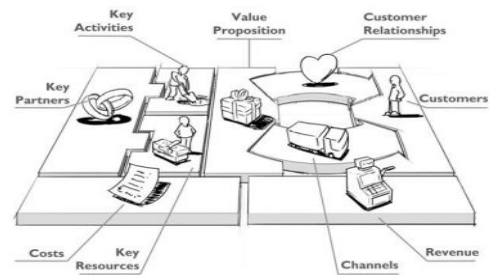 Key
Activities
Value
Proposition
Customer
Relationships
Key
Partners
Customers
Costs
Key
Resources
Channels
Revenue